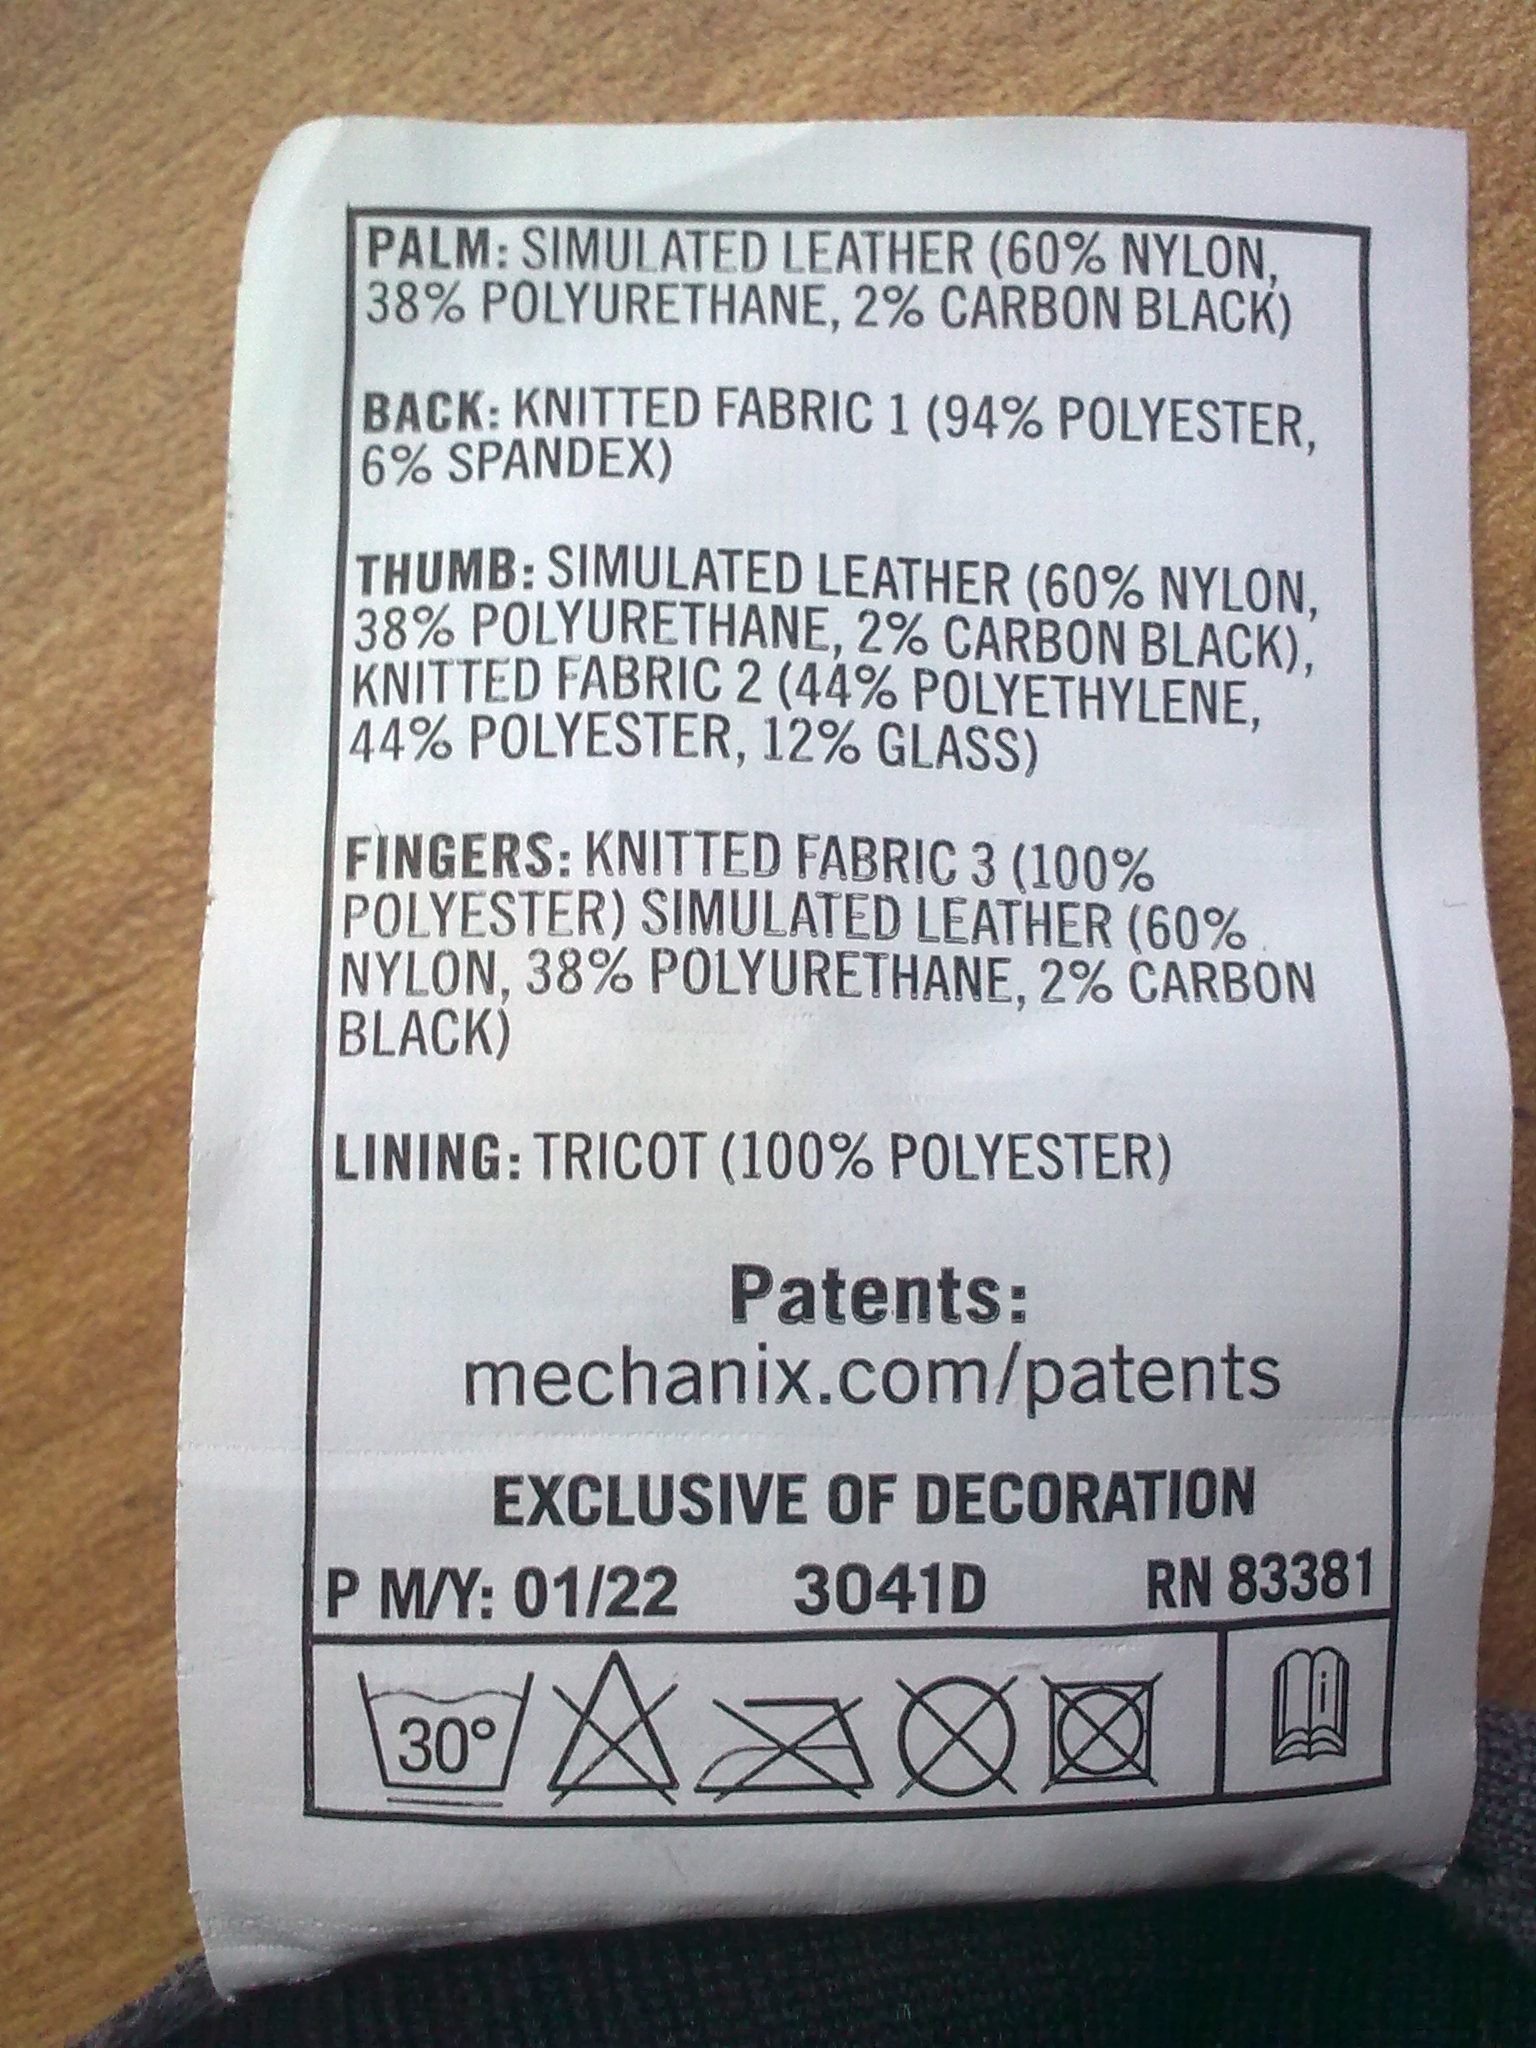 PALM: SIMULATED LEATHER (60% NYLON,
38% POLYURETHANE, 2% CARBON BLACK)
BACK: KNITTED FABRIC 1 (94% POLYESTER,
6% SPANDEX)
THUMB: SIMULATED LEATHER (60% NYLON,
38% POLYURETHANE, 2% CARBON BLACK),
KNITTED FABRIC 2 (44% POLYETHYLENE,
44% POLYESTER, 12% GLASS)
FINGERS: KNITTED FABRIC 3 (100%
POLYESTER) SIMULATED LEATHER (60%
NYLON, 38% POLYURETHANE, 2% CARBON
BLACK)
LINING: TRICOT (100% POLYESTER)
Patents:
mechanix.com/patents
EXCLUSIVE OF DECORATION
P M/Y: 01/22 3041D RN 83381
30° i